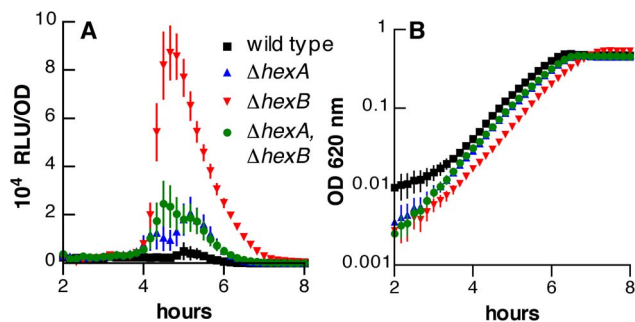 A
10⁴ RLU/OD
10
8
6
4
2
0
2
4
6
8
hours
wild type
ΔhexA
ΔhexB
ΔhexA,
ΔhexB
B
OD 620 nm
0.1
0.01
0.001
2
4
6
8
hours